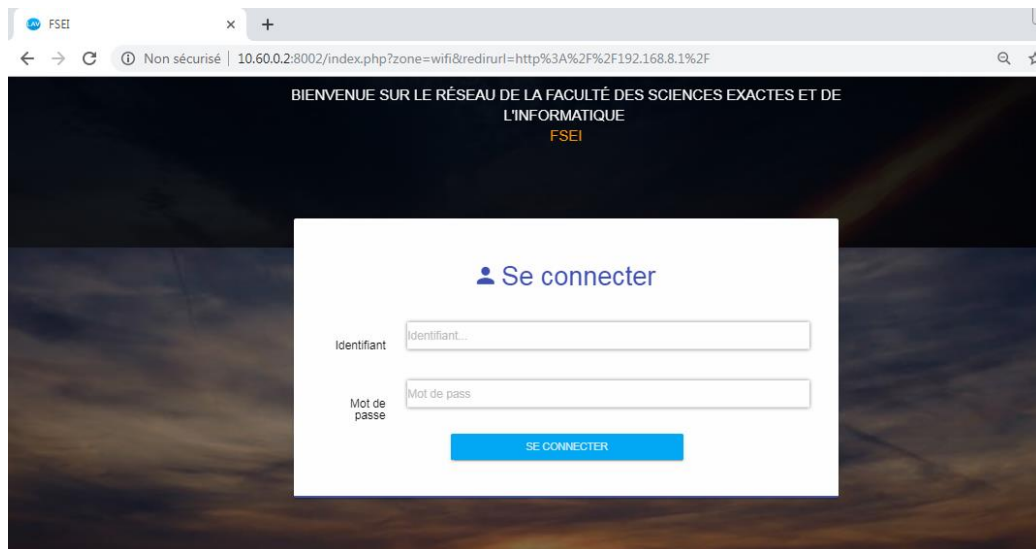 LAV FSEI
Non sécurisé | 10.60.0.2:8002/index.php?zone=wifi&redirurl=http%3A%2F%2F192.168.8.1%2F
BIENVENUE SUR LE RÉSEAU DE LA FACULTÉ DES SCIENCES EXACTES ET DE
L'INFORMATIQUE
FSEI
Se connecter
Identifiant
Identifiant...
Mot de
passe
Mot de pass
SE CONNECTER